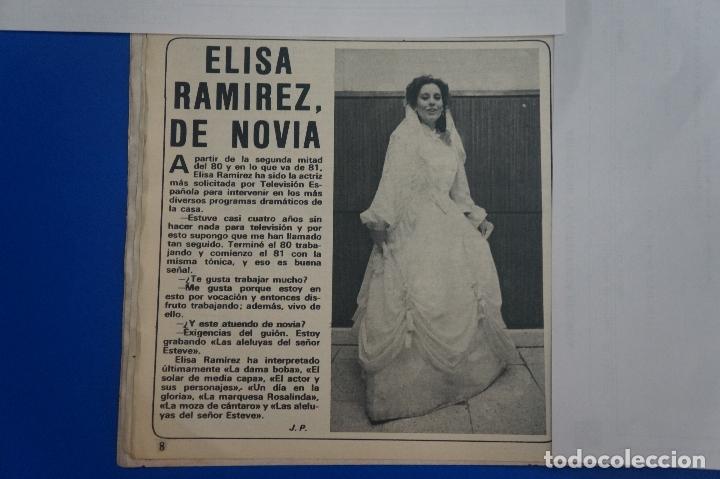 ELISA
RAMIREZ,
DE NOVIA
A partir de la segunda mitad
del 80 y en lo que va de 81,
Elisa Ramírez ha sido la actriz
más solicitada por Televisión Es-
pañola para intervenir en los más
diversos programas dramáticos de
la casa.
—Estuve casi cuatro años sin
hacer nada para televisión y por
esto supongo que me han llamado
tan seguido. Terminé el 80 traba-
jando y comienzo el 81 con la
misma tónica, y eso es buena
señal.
—¿Te gusta trabajar mucho?
—Me gusta porque estoy en
esto por vocación y entonces dis-
fruto trabajando; además, vivo de
ello.
—¿Y este atuendo de novia?
—Exigencias del guión. Estoy
grabando «Las aleluyas del señor
Esteve».
Elisa Ramírez ha interpretado
últimamente «La dama boba», «El
solar de media capa», «El actor y
sus personajes», «Un día en la
gloria», «La marquesa Rosalinda»,
«La moza de cántaro» y «Las alelu-
yas del señor Esteve».
J. P.
8
todocoleccion.net